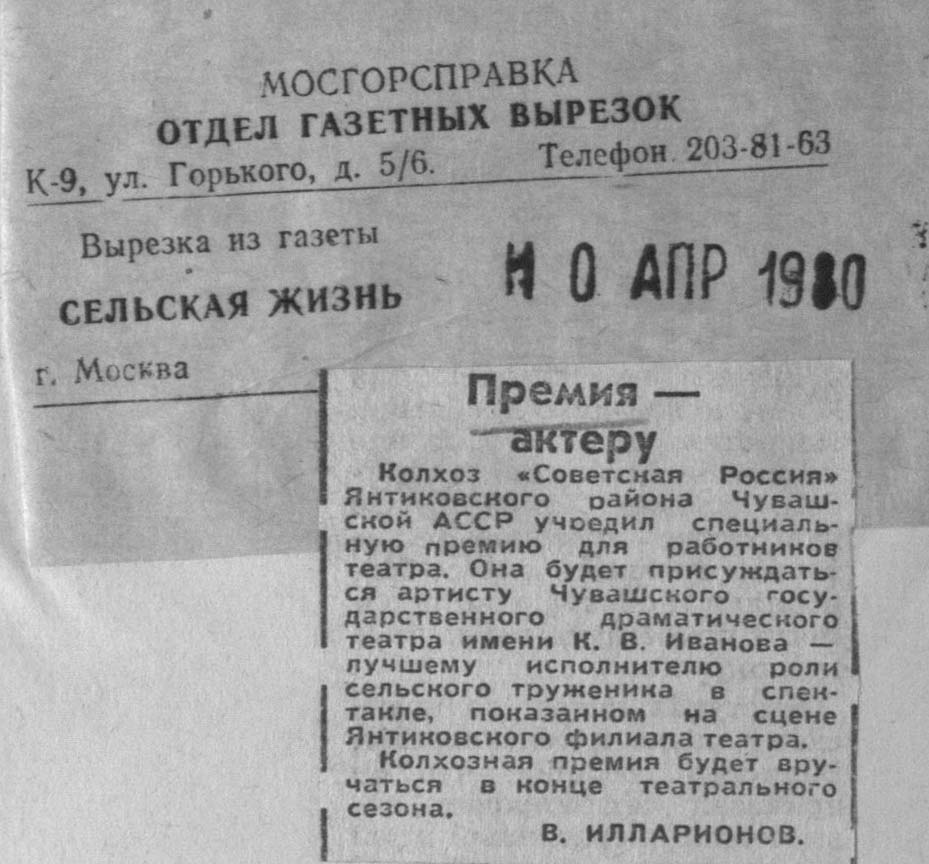 МОСГОРСПРАВКА
ОТДЕЛ ГАЗЕТНЫХ ВЫРЕЗОК
К-9, ул. Горького, д. 5/6. Телефон 203-81-63
Вырезка из газеты
СЕЛЬСКАЯ ЖИЗНЬ
0 АПР 1980
г. Москва
Премия —
актеру
Колхоз «Советская Россия»
Янтиковского района Чуваш-
ской АССР учредил специаль-
ную премию для работников
театра. Она будет присуждать-
ся артисту Чувашского госу-
дарственного драматического
театра имени К. В. Иванова —
лучшему исполнителю роли
сельского труженика в спек-
такле, показанном на сцене
Янтиковского филиала театра.
Колхозная премия будет вру-
чаться в конце театрального
сезона.
В. ИЛЛАРИОНОВ.